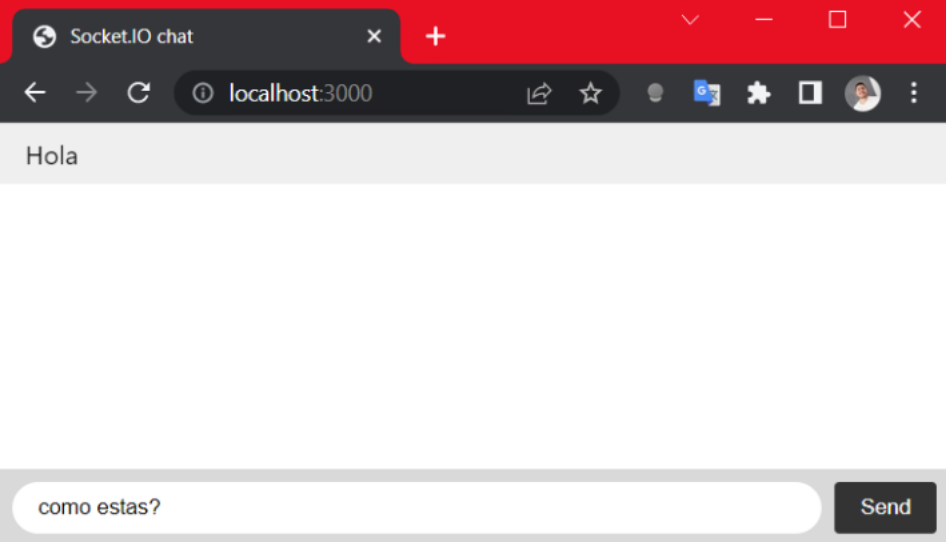 Socket.IO chat
localhost:3000
Hola
como estas?
Send